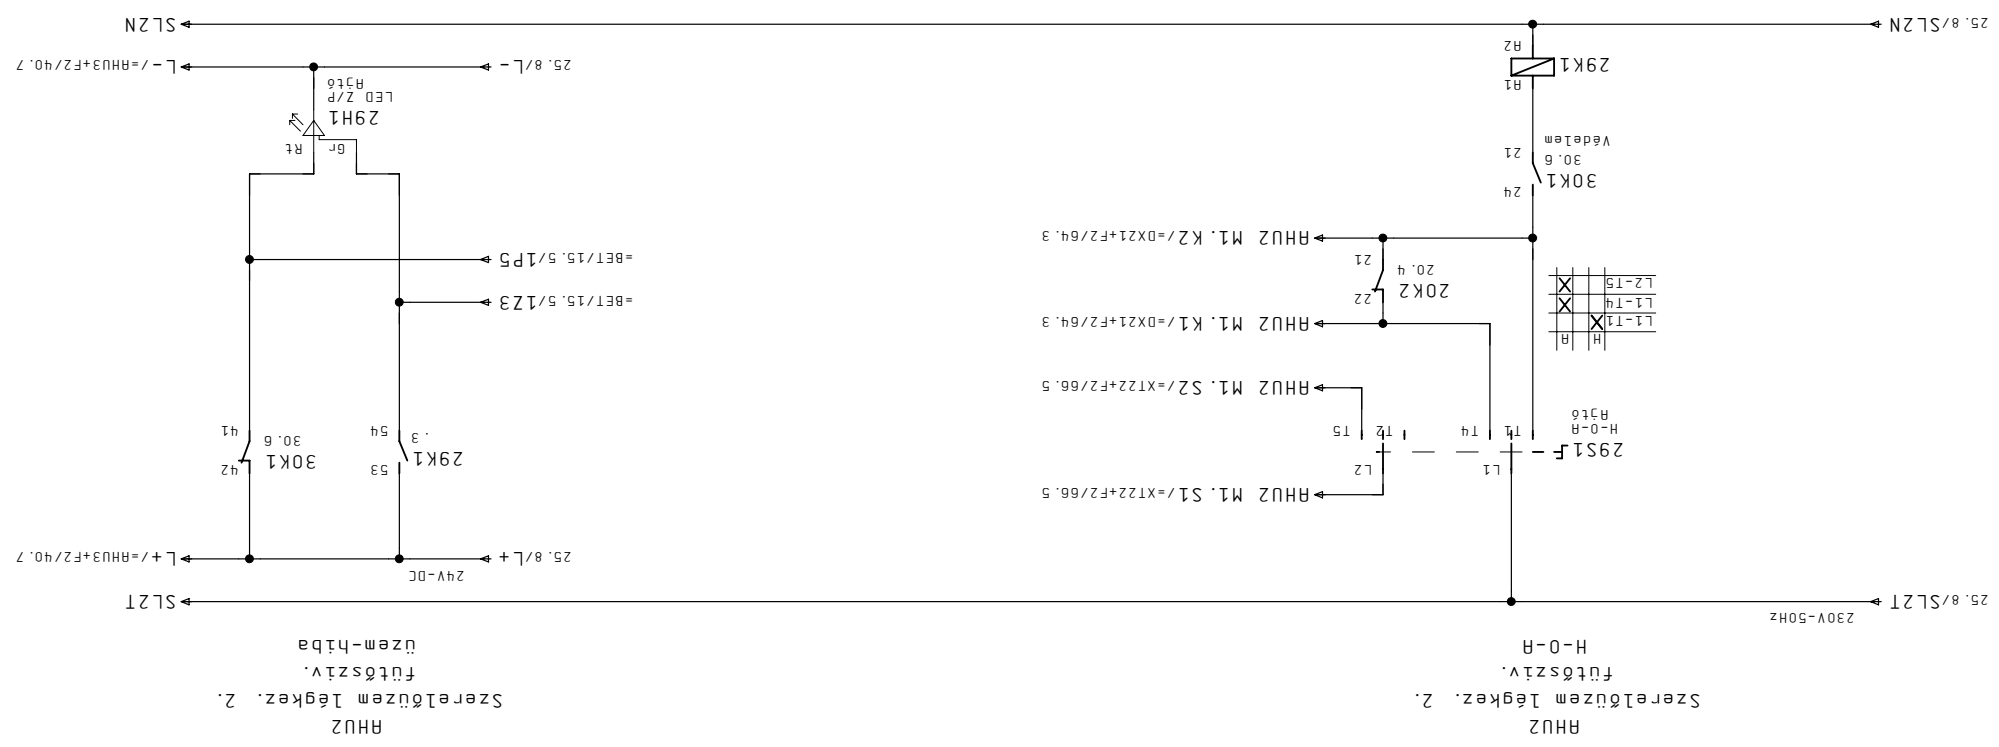 AHU2
Szerelőüzem légkez. 2.
fütősziv.
H-O-A
AHU2
Szerelőüzem légkez. 2.
fütősziv.
üzem-hiba
230V-50Hz
25.8/SL2T
SL2T
24V-DC
25.8/L+
L+/=AHU3+F2/40.7
L1
L2
AHU2 M1.S1/=XT22+F2/66.5
29S1
H-O-A
Ajtó
T1
T4
T2
T5
AHU2 M1.S2/=XT22+F2/66.5
H
A
L1-T1
X
L1-T4
X
L2-T5
X
AHU2 M1.K1/=DX21+F2/64.3
20K2
20.4
22
21
AHU2 M1.K2/=DX21+F2/64.3
30K1
30.6
Védelem
24
21
29K1
A1
A2
29K1
.3
53
54
30K1
30.6
42
41
=BET/15.5/1Z3
=BET/15.5/1P5
Gr
Rt
29H1
LED Z/P
Ajtó
25.8/L-
L-/=AHU3+F2/40.7
25.8/SL2N
SL2N